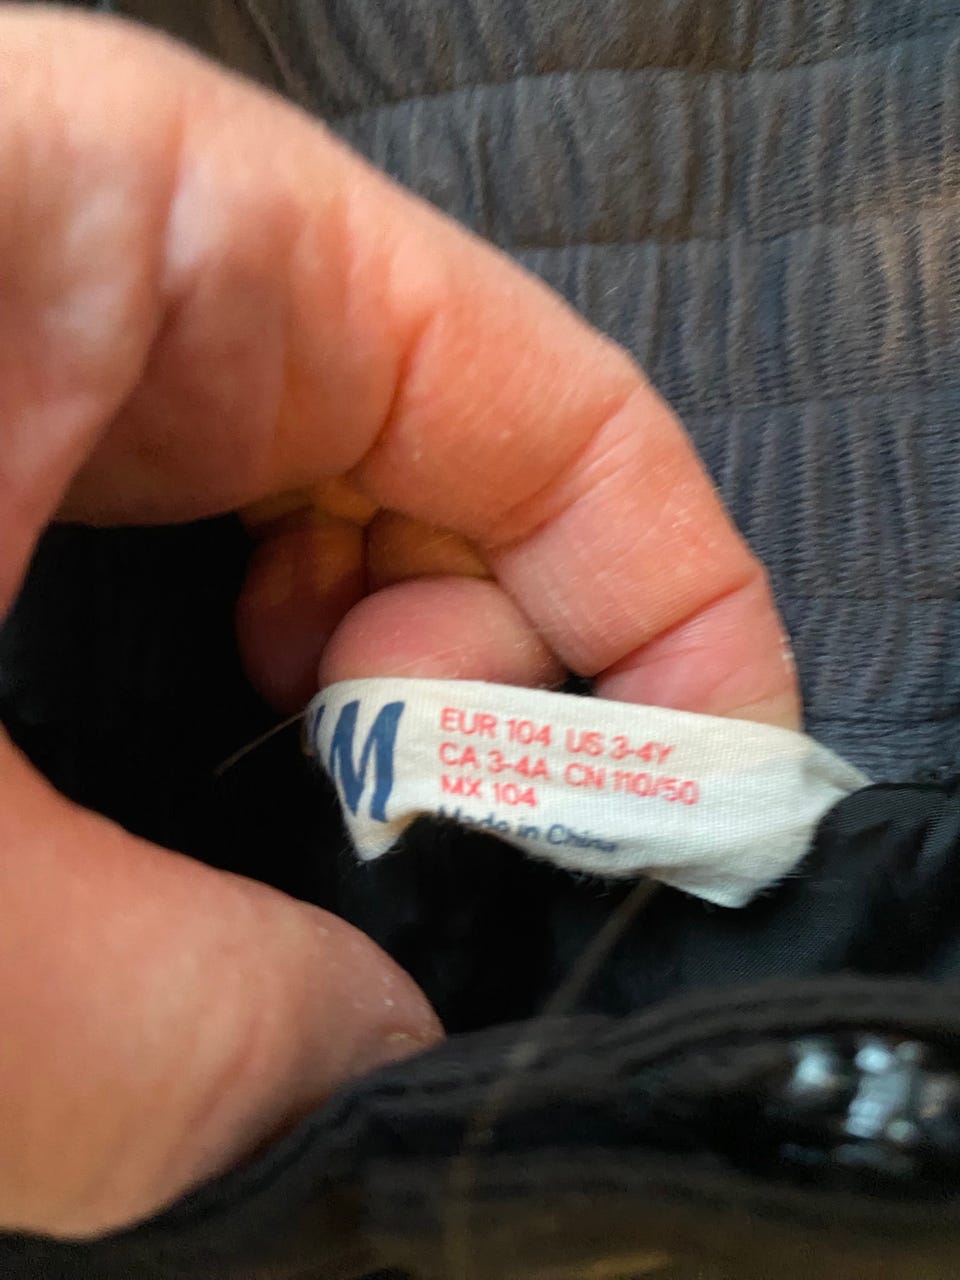 M
EUR 104 US 3-4Y
CA 3-4A CN 110/50
MX 104
Made in China